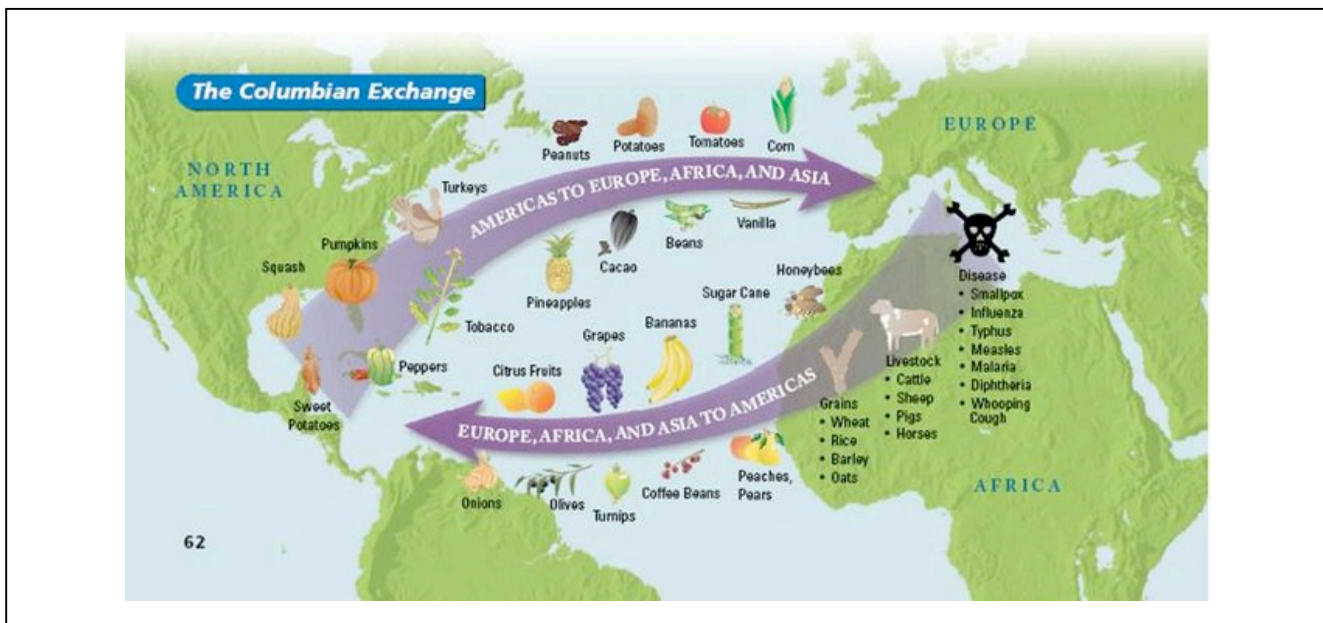 The Columbian Exchange
NORTH
AMERICA
EUROPE
AFRICA
AMERICAS TO EUROPE, AFRICA, AND ASIA
Peanuts
Potatoes
Tomatoes
Corn
Turkeys
Pumpkins
Squash
Sweet
Potatoes
Peppers
Tobacco
Pineapples
Cacao
Beans
Vanilla
EUROPE, AFRICA, AND ASIA TO AMERICAS
Citrus Fruits
Grapes
Bananas
Sugar Cane
Honeybees
Onions
Olives
Turnips
Coffee Beans
Peaches,
Pears
Grains
• Wheat
• Rice
• Barley
• Oats
Livestock
• Cattle
• Sheep
• Pigs
• Horses
Disease
• Smallpox
• Influenza
• Typhus
• Measles
• Malaria
• Diphtheria
• Whooping
Cough
62